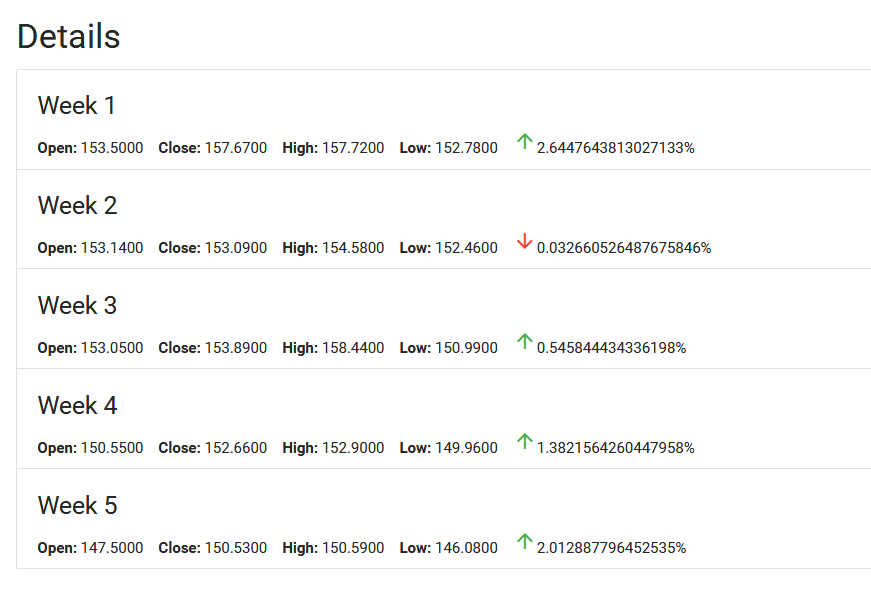 Details
Week 1
Open: 153.5000 Close: 157.6700 High: 157.7200 Low: 152.7800 2.6447643813027133%
Week 2
Open: 153.1400 Close: 153.0900 High: 154.5800 Low: 152.4600 0.032660526487675846%
Week 3
Open: 153.0500 Close: 153.8900 High: 158.4400 Low: 150.9900 0.545844434336198%
Week 4
Open: 150.5500 Close: 152.6600 High: 152.9000 Low: 149.9600 1.3821564260447958%
Week 5
Open: 147.5000 Close: 150.5300 High: 150.5900 Low: 146.0800 2.012887796452535%